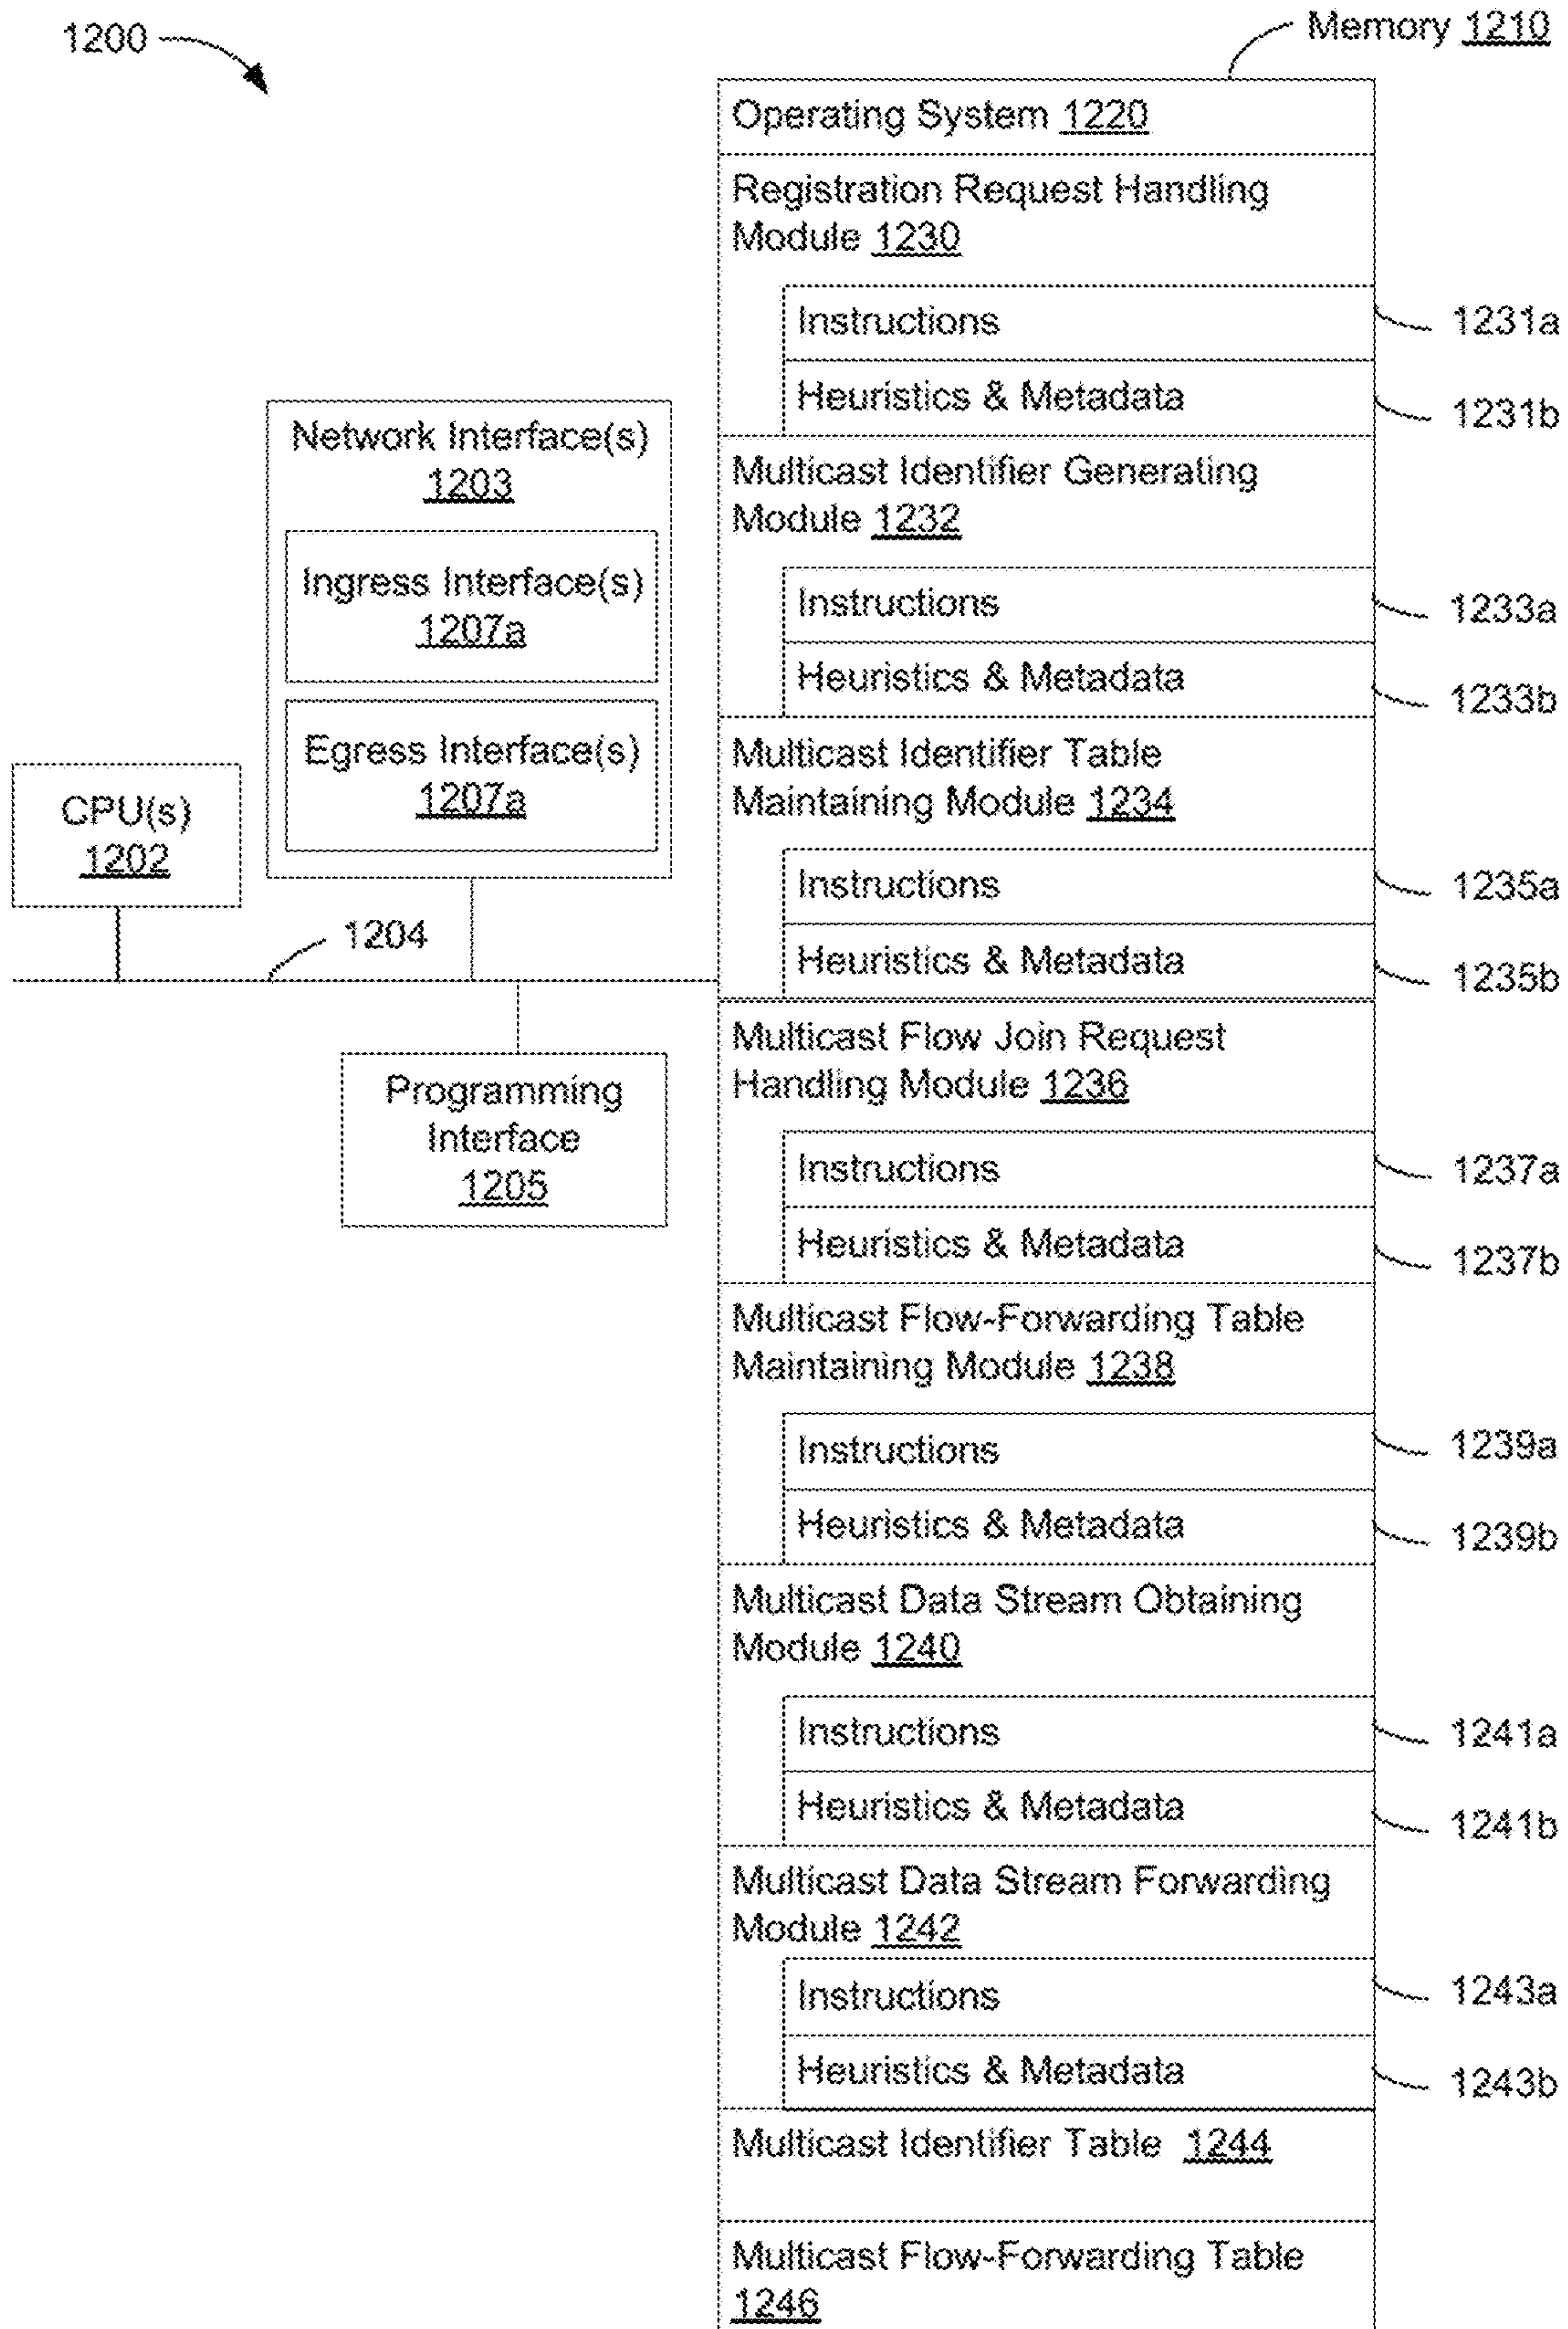 1200
Memory 1210
Operating System 1220
Registration Request Handling
Module 1230
Instructions
1231a
Heuristics & Metadata
1231b
Network Interface(s)
1203
Ingress Interface(s)
1207a
Egress Interface(s)
1207a
CPU(s)
1202
1204
Programming
Interface
1205
Multicast Identifier Generating
Module 1232
Instructions
1233a
Heuristics & Metadata
1233b
Multicast Identifier Table
Maintaining Module 1234
Instructions
1235a
Heuristics & Metadata
1235b
Multicast Flow Join Request
Handling Module 1236
Instructions
1237a
Heuristics & Metadata
1237b
Multicast Flow-Forwarding Table
Maintaining Module 1238
Instructions
1239a
Heuristics & Metadata
1239b
Multicast Data Stream Obtaining
Module 1240
Instructions
1241a
Heuristics & Metadata
1241b
Multicast Data Stream Forwarding
Module 1242
Instructions
1243a
Heuristics & Metadata
1243b
Multicast Identifier Table 1244
Multicast Flow-Forwarding Table
1246